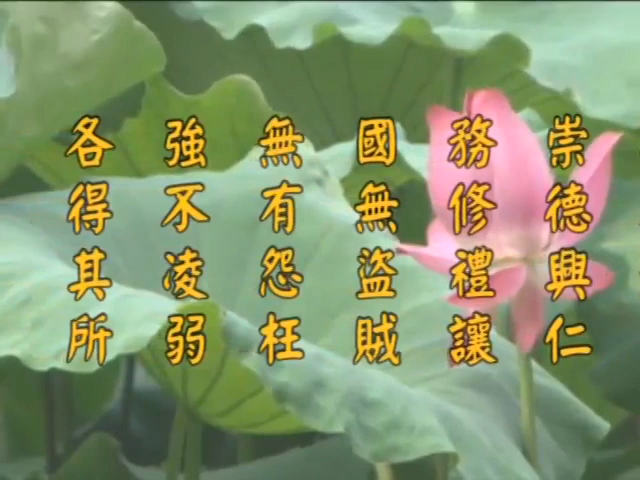 崇德興仁
務修禮讓
國無盜賊
無有怨枉
強不凌弱
各得其所